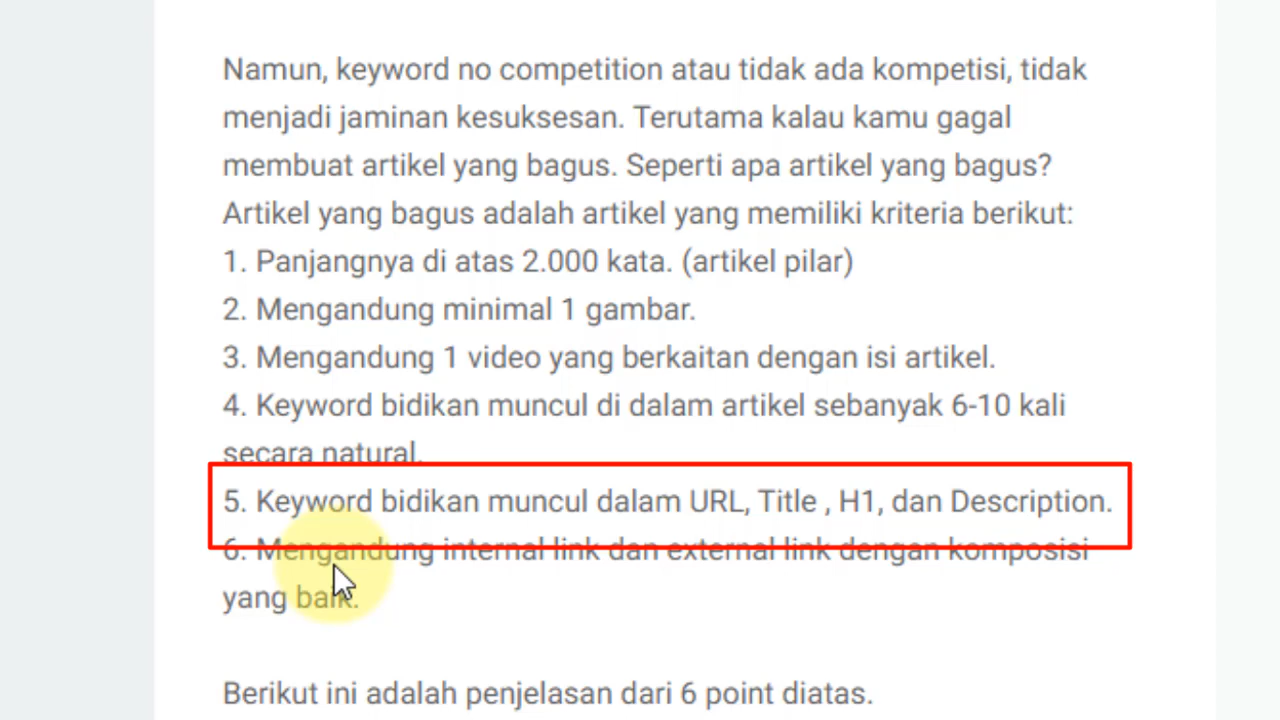 Namun, keyword no competition atau tidak ada kompetisi, tidak
menjadi jaminan kesuksesan. Terutama kalau kamu gagal
membuat artikel yang bagus. Seperti apa artikel yang bagus?
Artikel yang bagus adalah artikel yang memiliki kriteria berikut:
1. Panjangnya di atas 2.000 kata. (artikel pilar)
2. Mengandung minimal 1 gambar.
3. Mengandung 1 video yang berkaitan dengan isi artikel.
4. Keyword bidikan muncul di dalam artikel sebanyak 6-10 kali
secara natural.
5. Keyword bidikan muncul dalam URL, Title , H1, dan Description.
6. Mengandung internal link dan external link dengan komposisi
yang baik.
Berikut ini adalah penjelasan dari 6 point diatas.